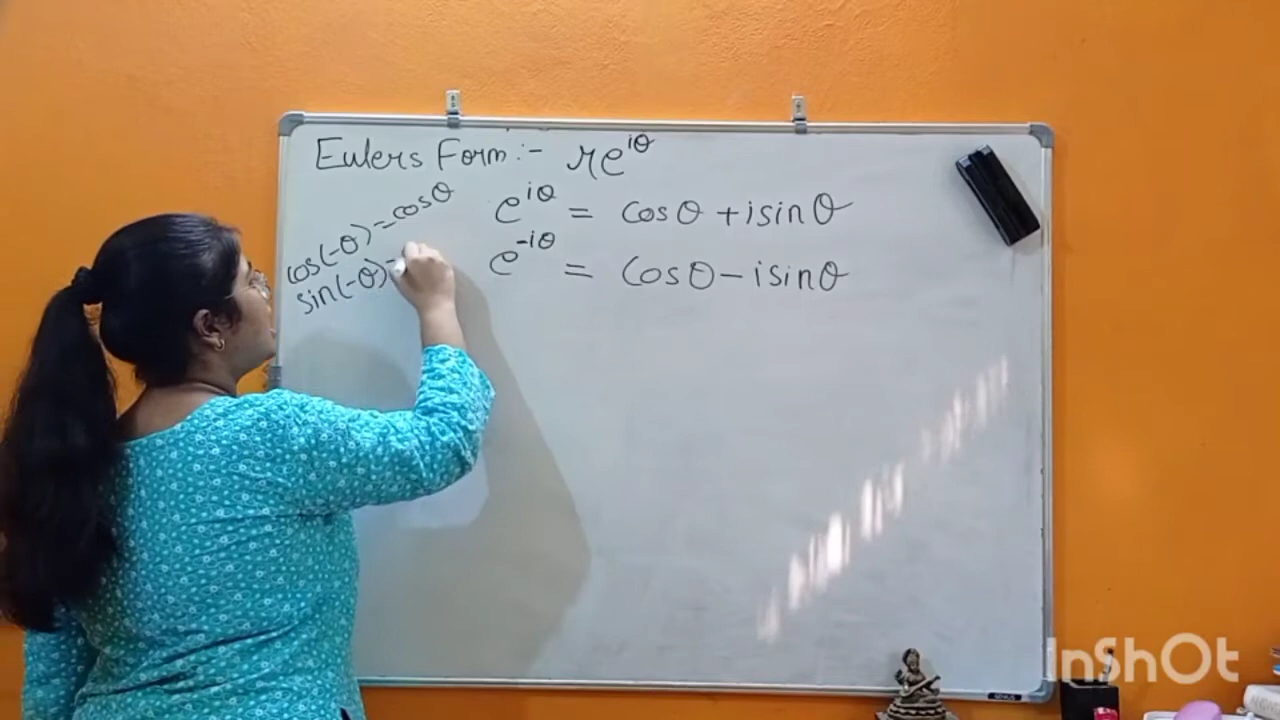 Eulers Form :- re^{iθ}
cos(-θ) = cosθ
sin(-θ) =
e^{iθ} = cosθ + isinθ
e^{-iθ} = cosθ - isinθ
InShOt